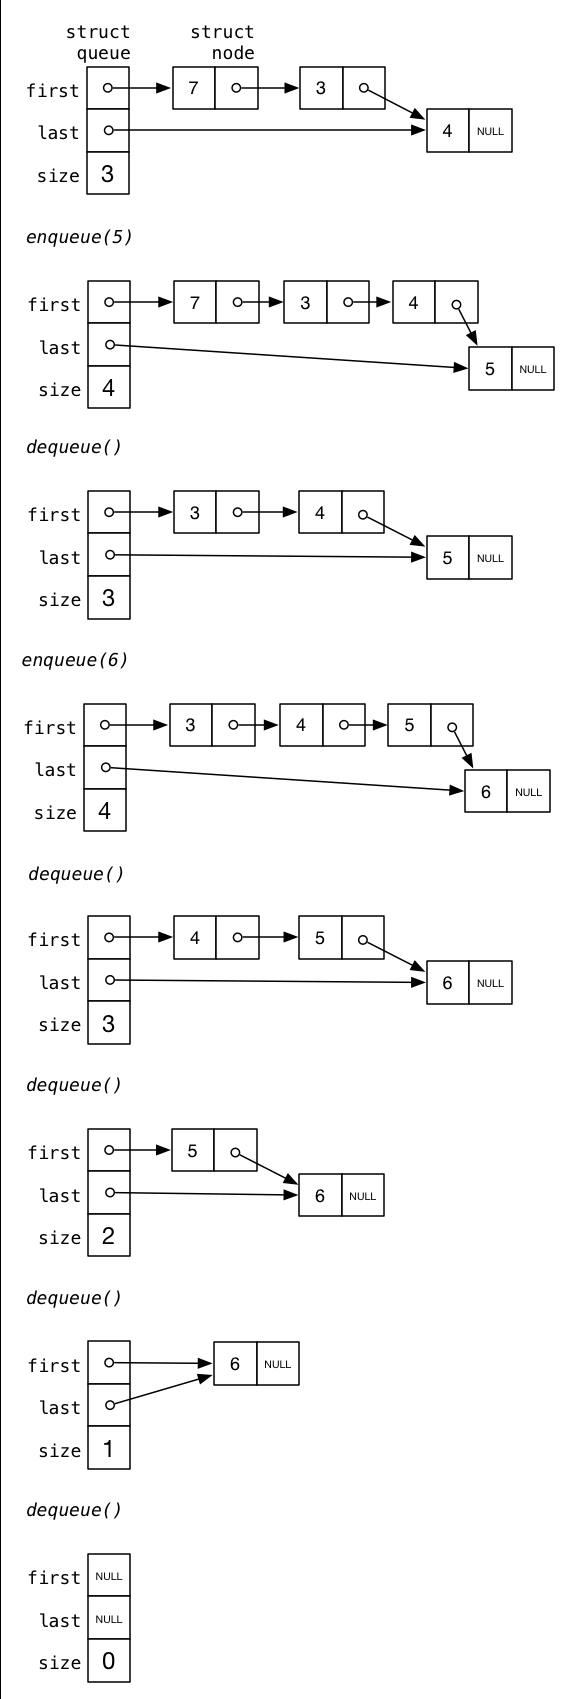 struct struct
queue node
first 7 3
last 4 NULL
size 3
enqueue(5)
first 7 3 4
last 5 NULL
size 4
dequeue()
first 3 4
last 5 NULL
size 3
enqueue(6)
first 3 4 5
last 6 NULL
size 4
dequeue()
first 4 5
last 6 NULL
size 3
dequeue()
first 5
last 6 NULL
size 2
dequeue()
first 6 NULL
last
size 1
dequeue()
first NULL
last NULL
size 0